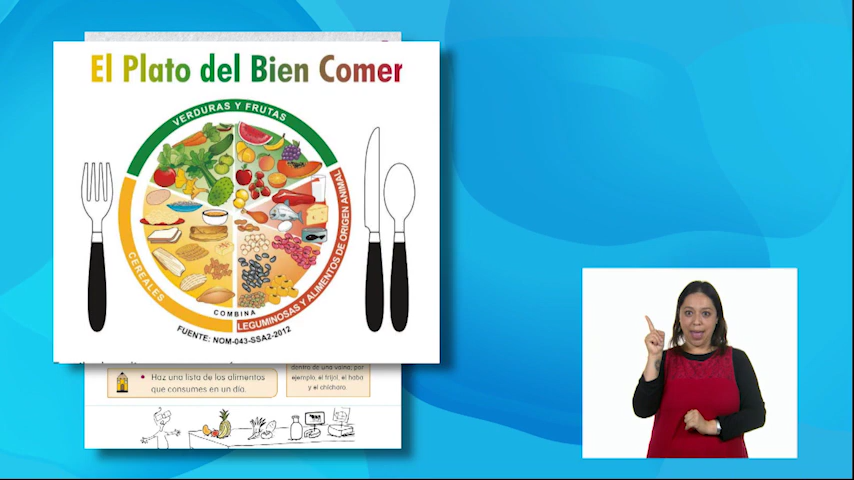 El Plato del Bien Comer
VERDURAS Y FRUTAS
CEREALES
LEGUMINOSAS Y ALIMENTOS DE ORIGEN ANIMAL
COMBINA
FUENTE: NOM-043-SSA2-2012
• Haz una lista de los alimentos
que consumes en un día.
dentro de una vaina, por
ejemplo, el frijol, el haba
y el chícharo.